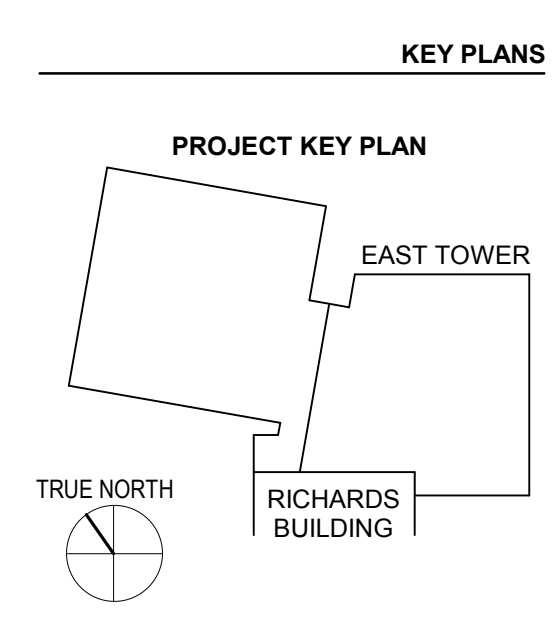 KEY PLANS
PROJECT KEY PLAN
EAST TOWER
TRUE NORTH
RICHARDS
BUILDING